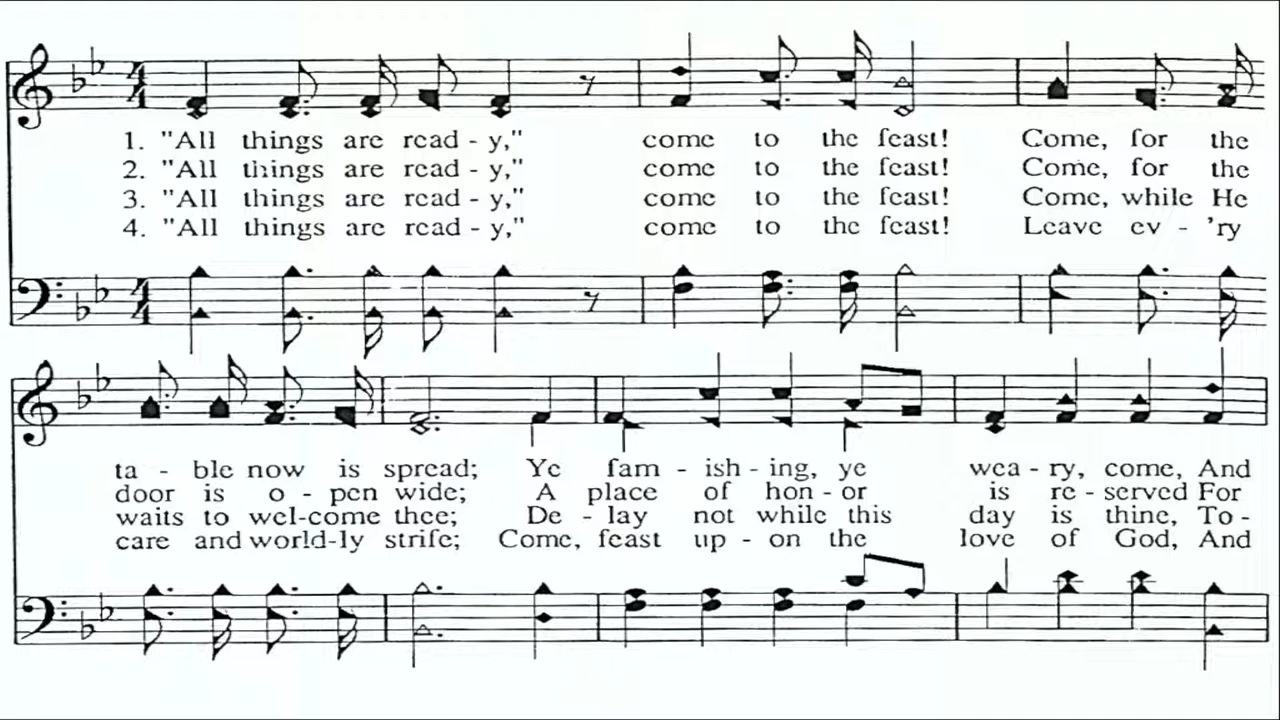 1. "All things are read - y," come to the feast! Come, for the
2. "All things are read - y," come to the feast! Come, for the
3. "All things are read - y," come to the feast! Come, while He
4. "All things are read - y," come to the feast! Leave ev - 'ry
ta - ble now is spread; Ye fam - ish - ing, ye wea - ry, come, And
door is o - pen wide; A place of hon - or is re - served For
waits to wel-come thee; De - lay not while this day is thine, To -
care and world-ly strife; Come, feast up - on the love of God, And